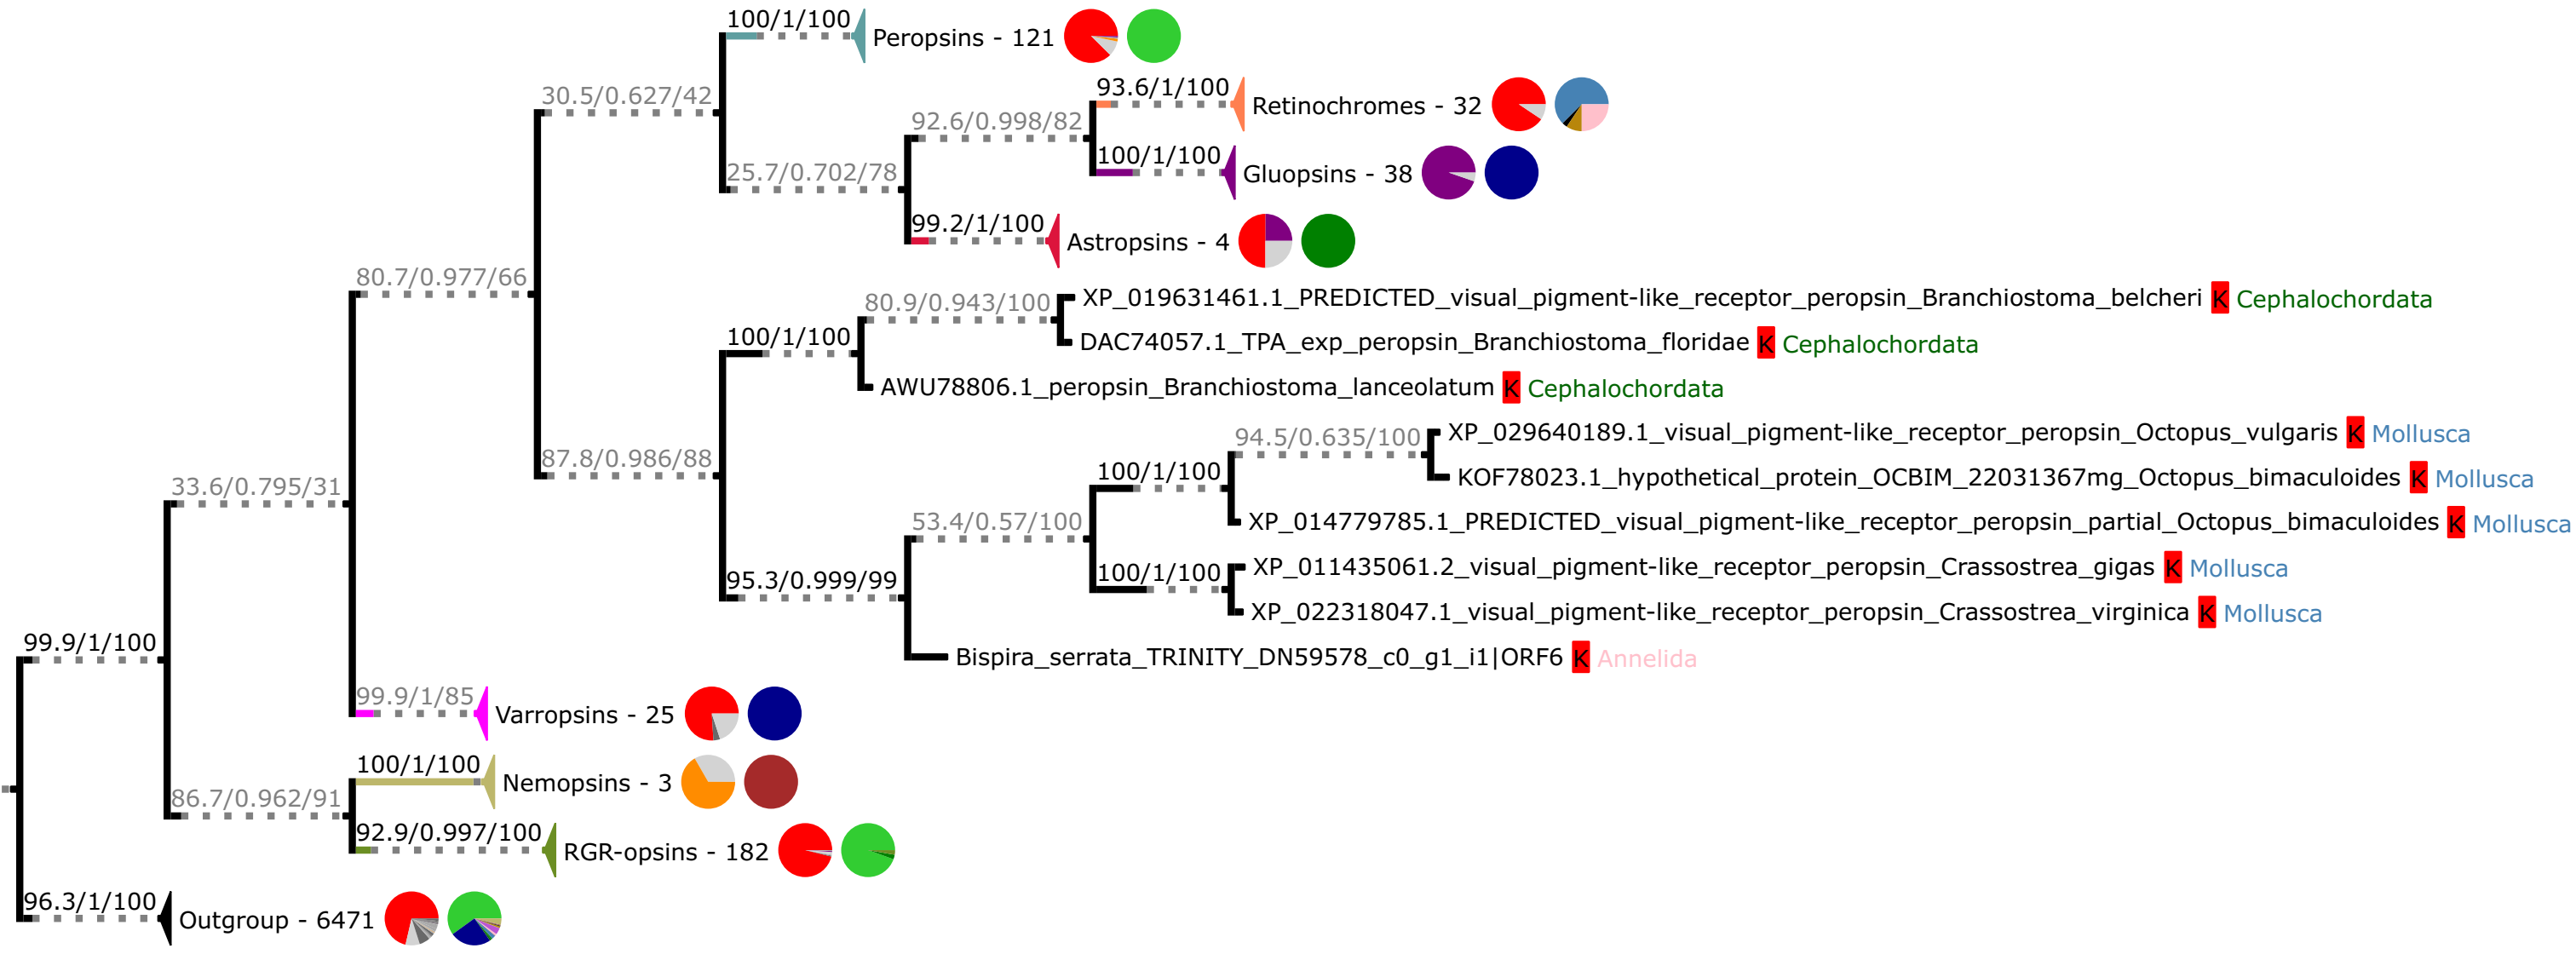 100/1/100
Peropsins - 121
30.5/0.627/42
93.6/1/100
Retinochromes - 32
92.6/0.998/82
100/1/100
Gluopsins - 38
25.7/0.702/78
99.2/1/100
Astropsins - 4
80.7/0.977/66
80.9/0.943/100
XP_019631461.1_PREDICTED_visual_pigment-like_receptor_peropsin_Branchiostoma_belcheri K Cephalochordata
100/1/100
DAC74057.1_TPA_exp_peropsin_Branchiostoma_floridae K Cephalochordata
AWU78806.1_peropsin_Branchiostoma_lanceolatum K Cephalochordata
87.8/0.986/88
94.5/0.635/100
XP_029640189.1_visual_pigment-like_receptor_peropsin_Octopus_vulgaris K Mollusca
100/1/100
KOF78023.1_hypothetical_protein_OCBIM_22031367mg_Octopus_bimaculoides K Mollusca
33.6/0.795/31
53.4/0.57/100
XP_014779785.1_PREDICTED_visual_pigment-like_receptor_peropsin_partial_Octopus_bimaculoides K Mollusca
95.3/0.999/99
100/1/100
XP_011435061.2_visual_pigment-like_receptor_peropsin_Crassostrea_gigas K Mollusca
XP_022318047.1_visual_pigment-like_receptor_peropsin_Crassostrea_virginica K Mollusca
99.9/1/100
Bispira_serrata_TRINITY_DN59578_c0_g1_i1|ORF6 K Annelida
99.9/1/85
Varropsins - 25
100/1/100
Nemopsins - 3
86.7/0.962/91
92.9/0.997/100
RGR-opsins - 182
96.3/1/100
Outgroup - 6471